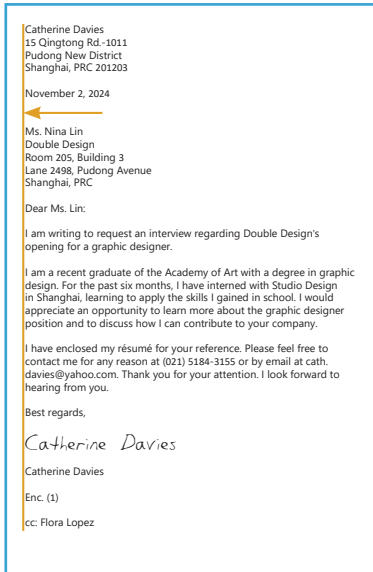 Catherine Davies
15 Qingtong Rd.-1011
Pudong New District
Shanghai, PRC 201203
November 2, 2024
Ms. Nina Lin
Double Design
Room 205, Building 3
Lane 2498, Pudong Avenue
Shanghai, PRC
Dear Ms. Lin:
I am writing to request an interview regarding Double Design's
opening for a graphic designer.
I am a recent graduate of the Academy of Art with a degree in graphic
design. For the past six months, I have interned with Studio Design
in Shanghai, learning to apply the skills I gained in school. I would
appreciate an opportunity to learn more about the graphic designer
position and to discuss how I can contribute to your company.
I have enclosed my résumé for your reference. Please feel free to
contact me for any reason at (021) 5184-3155 or by email at cath.
davies@yahoo.com. Thank you for your attention. I look forward to
hearing from you.
Best regards,
Catherine Davies
Catherine Davies
Enc. (1)
cc: Flora Lopez